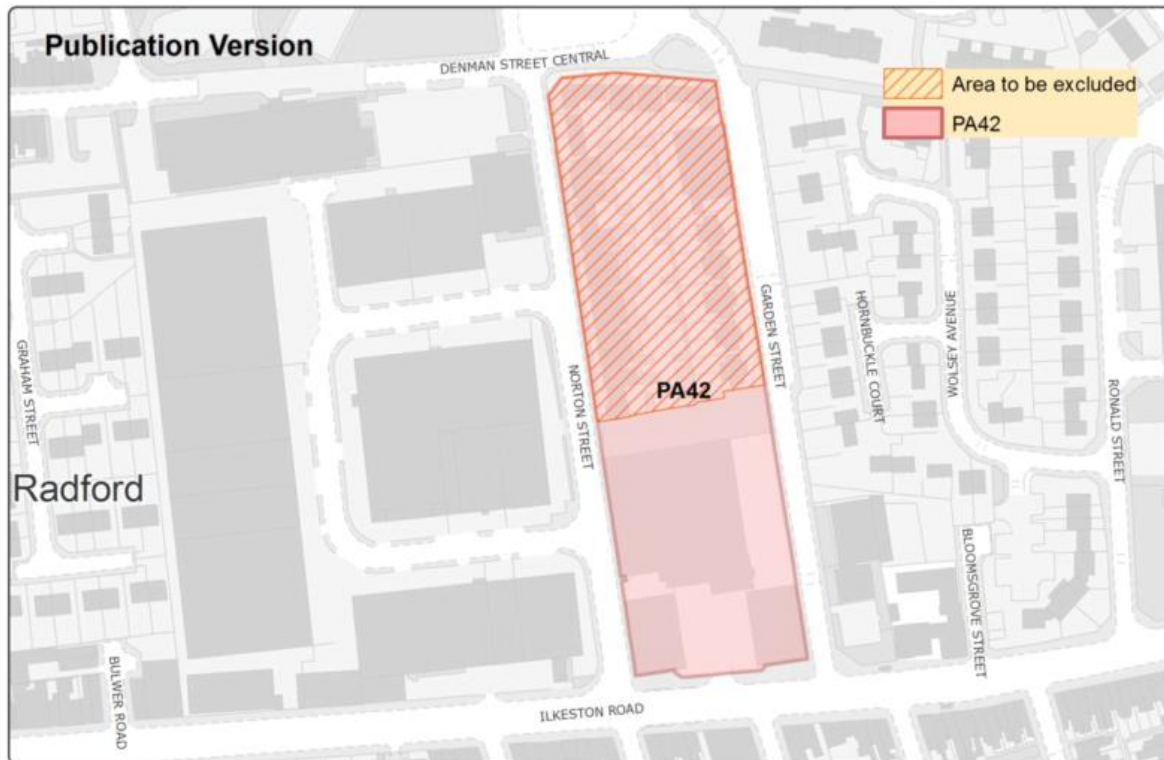 Publication Version
DENMAN STREET CENTRAL
Area to be excluded
PA42
GARDEN STREET
HORNBUCKLE COURT
WOLSEY AVENUE
GRAHAM STREET
NORTON STREET
PA42
RONALD STREET
Radford
BLOOMSGROVE STREET
BULWER ROAD
ILKESTON ROAD